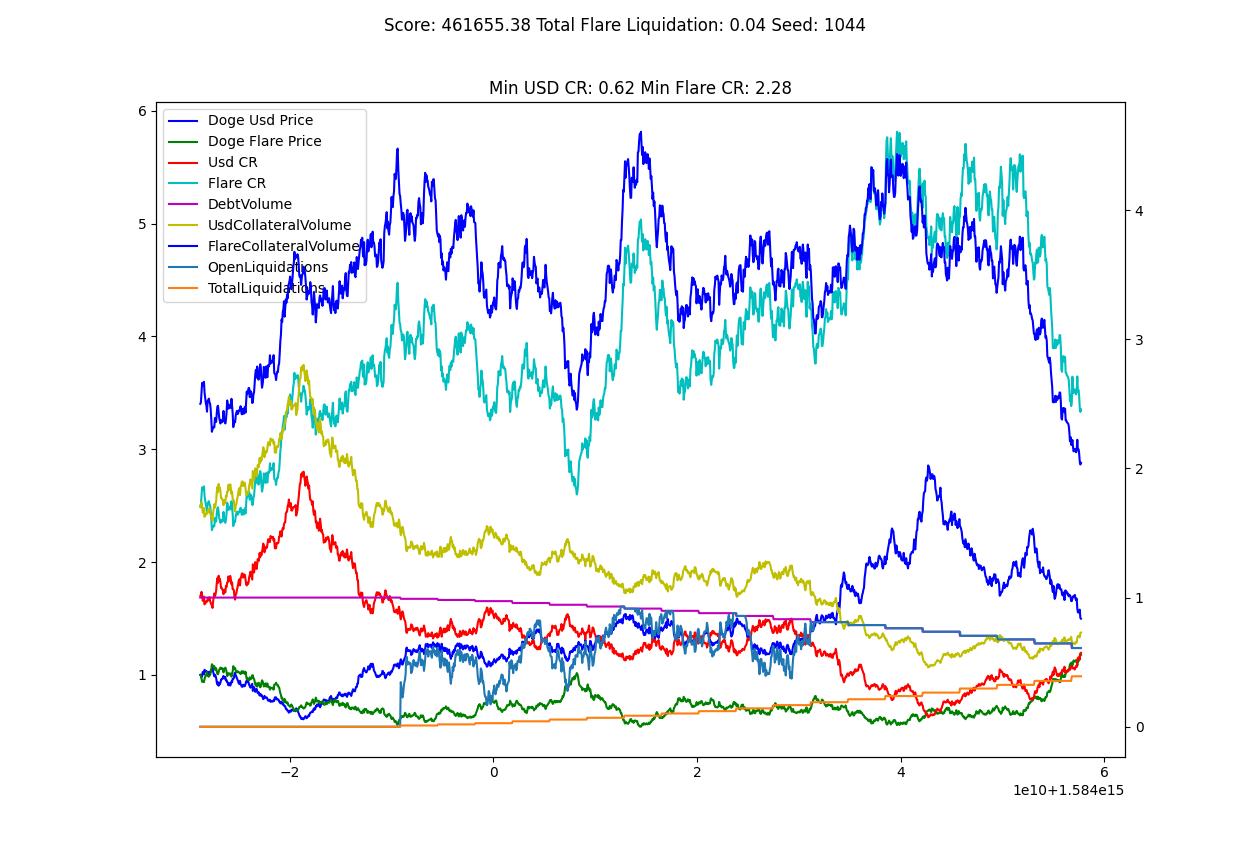 Score: 461655.38 Total Flare Liquidation: 0.04 Seed: 1044
Min USD CR: 0.62 Min Flare CR: 2.28
Doge Usd Price
Doge Flare Price
Usd CR
Flare CR
DebtVolume
UsdCollateralVolume
FlareCollateralVolume
OpenLiquidations
TotalLiquidations
6
5
4
3
2
1
4
3
2
1
0
−2
0
2
4
6
1e10+1.584e15